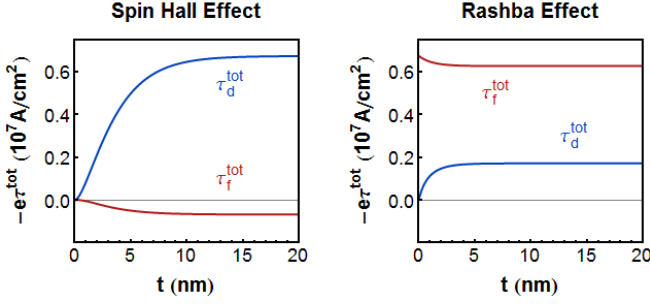 Spin Hall Effect
Rashba Effect
−eτ^tot (10^7 A/cm^2)
0.6
0.4
0.2
0.0
τ_d^tot
τ_f^tot
0 5 10 15 20
t (nm)
−eτ^tot (10^7 A/cm^2)
0.6
0.4
0.2
0.0
τ_f^tot
τ_d^tot
0 5 10 15 20
t (nm)